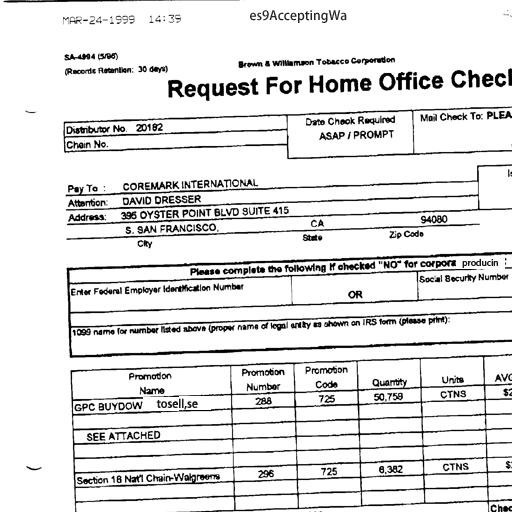 MAR-24-1999 14:39 es9AcceptingWa
SA-4994 (5/96)
(Records Retention: 30 days)
Brown & Williamson Tobacco Corporation
Request For Home Office Chec
Distributor No. 20182
Chain No.
Date Check Required
ASAP / PROMPT
Mail Check To: PLEA
Pay To : COREMARK INTERNATIONAL
Attention: DAVID DRESSER
Address: 395 OYSTER POINT BLVD SUITE 415
S. SAN FRANCISCO, CA 94080
City State Zip Code
Please complete the following if checked "NO" for corpora producin
Enter Federal Employer Identification Number
OR
Social Security Number
1099 name for number listed above (proper name of legal entity as shown on IRS form (please print):
Promotion Name Promotion Number Promotion Code Quantity Units AVG
GPC BUYDOW tosell,se 288 725 50,759 CTNS $2
SEE ATTACHED
Section 18 Nat'l Chain-Walgreens 296 725 6,382 CTNS
Chec